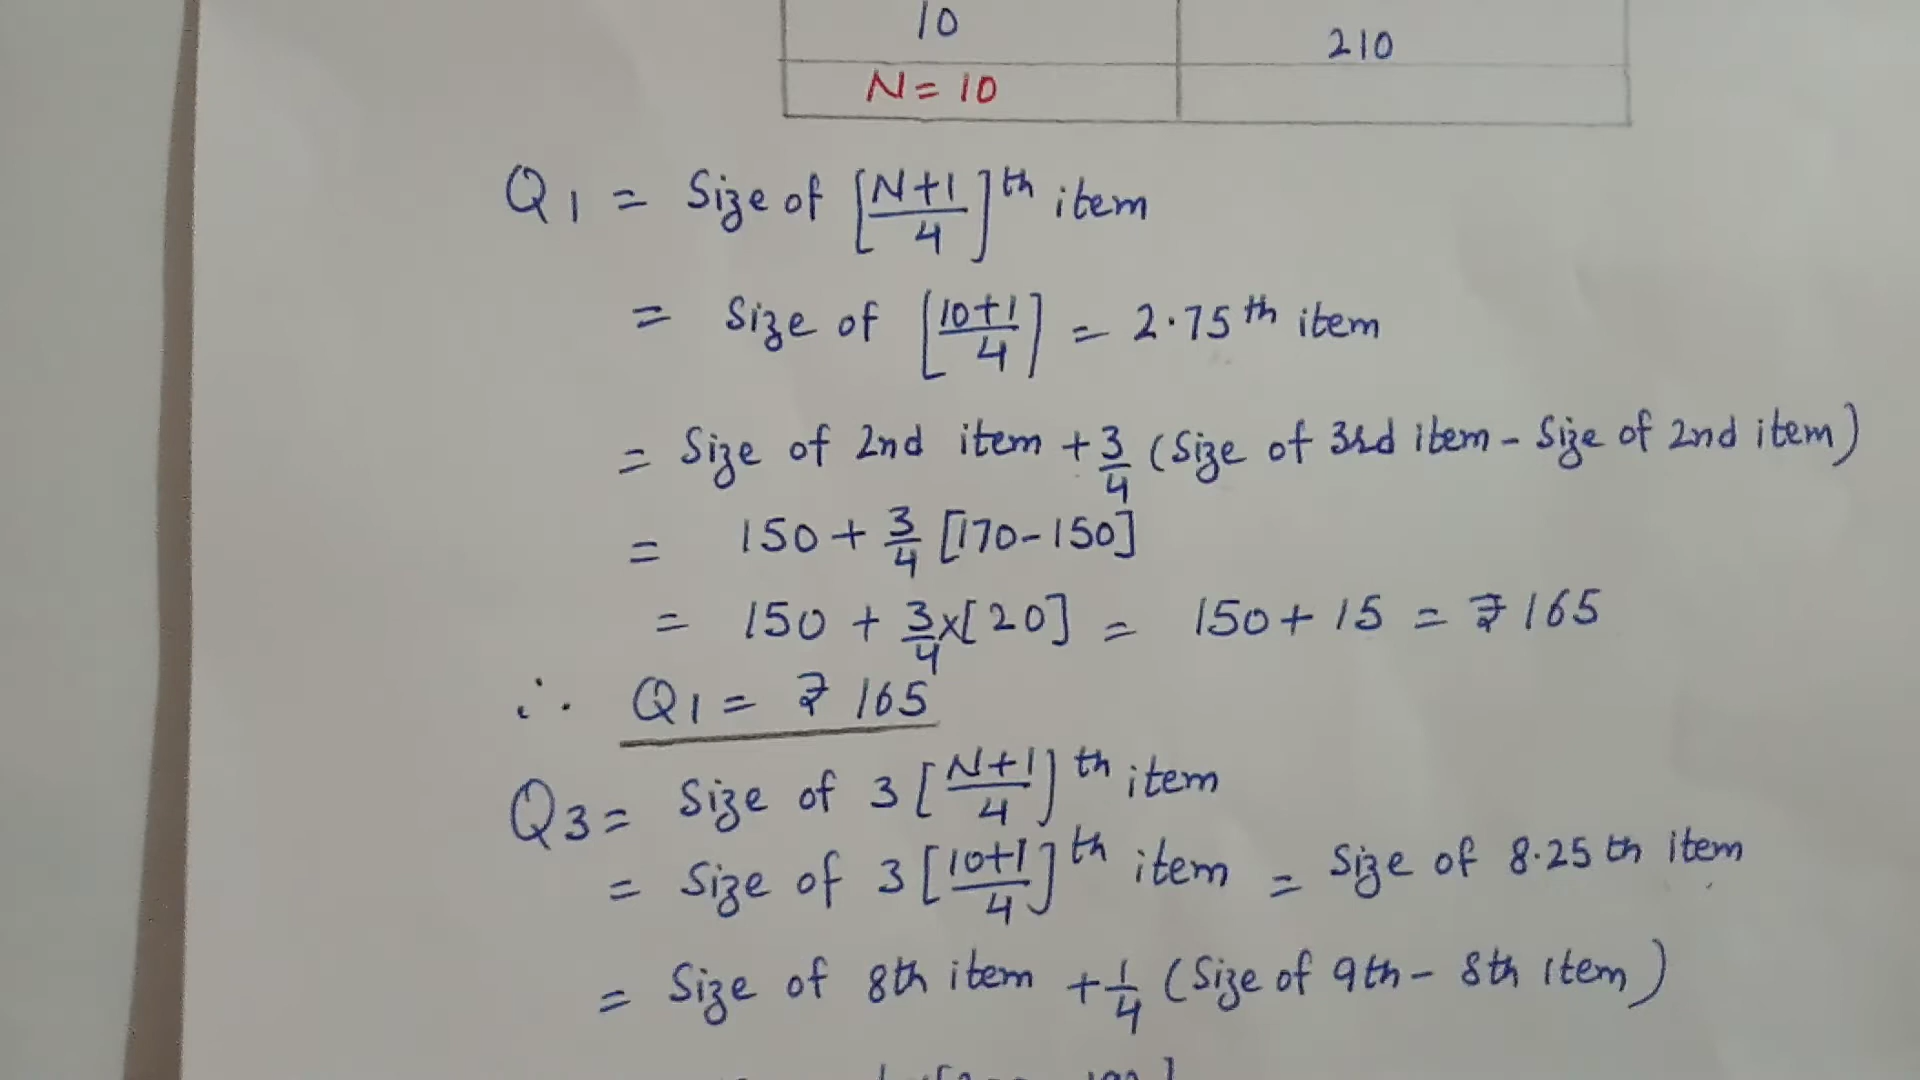 10 210
N = 10
Q1 = Size of [N+1/4]th item
= Size of [10+1/4] = 2.75th item
= Size of 2nd item + 3/4 (Size of 3rd item - Size of 2nd item)
= 150 + 3/4 [170-150]
= 150 + 3/4 x [20] = 150 + 15 = ₹ 165
∴ Q1 = ₹ 165
Q3 = Size of 3 [N+1/4]th item
= Size of 3 [10+1/4]th item = Size of 8.25th item
= Size of 8th item + 1/4 (Size of 9th - 8th item)